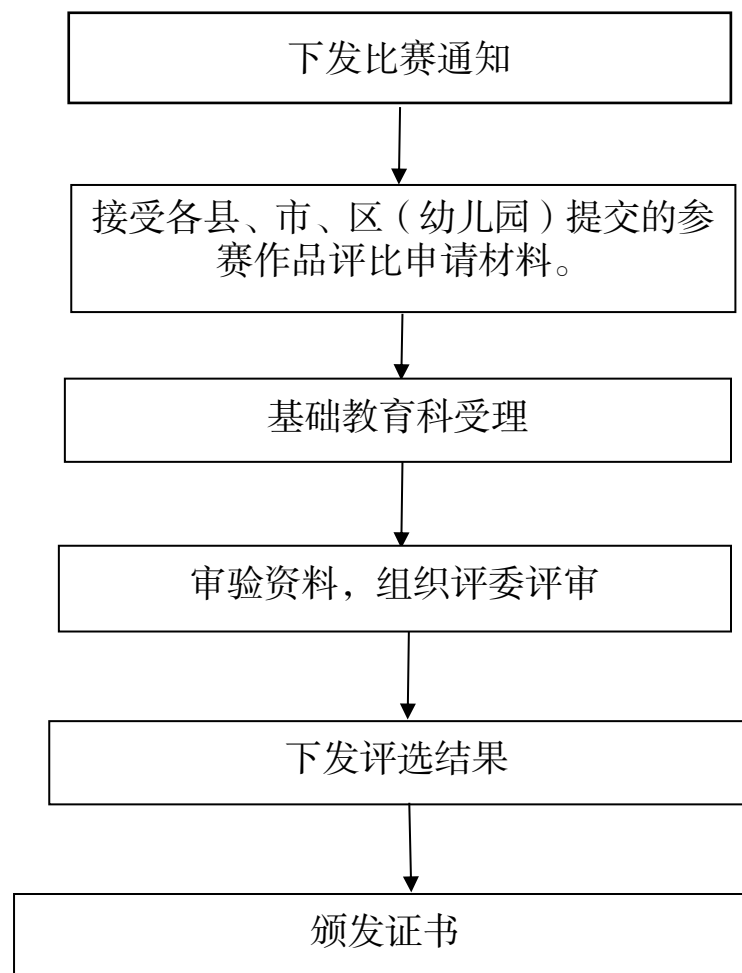 下发比赛通知
接受各县、市、区（幼儿园）提交的参
赛作品评比申请材料。
基础教育科受理
审验资料，组织评委评审
下发评选结果
颁发证书